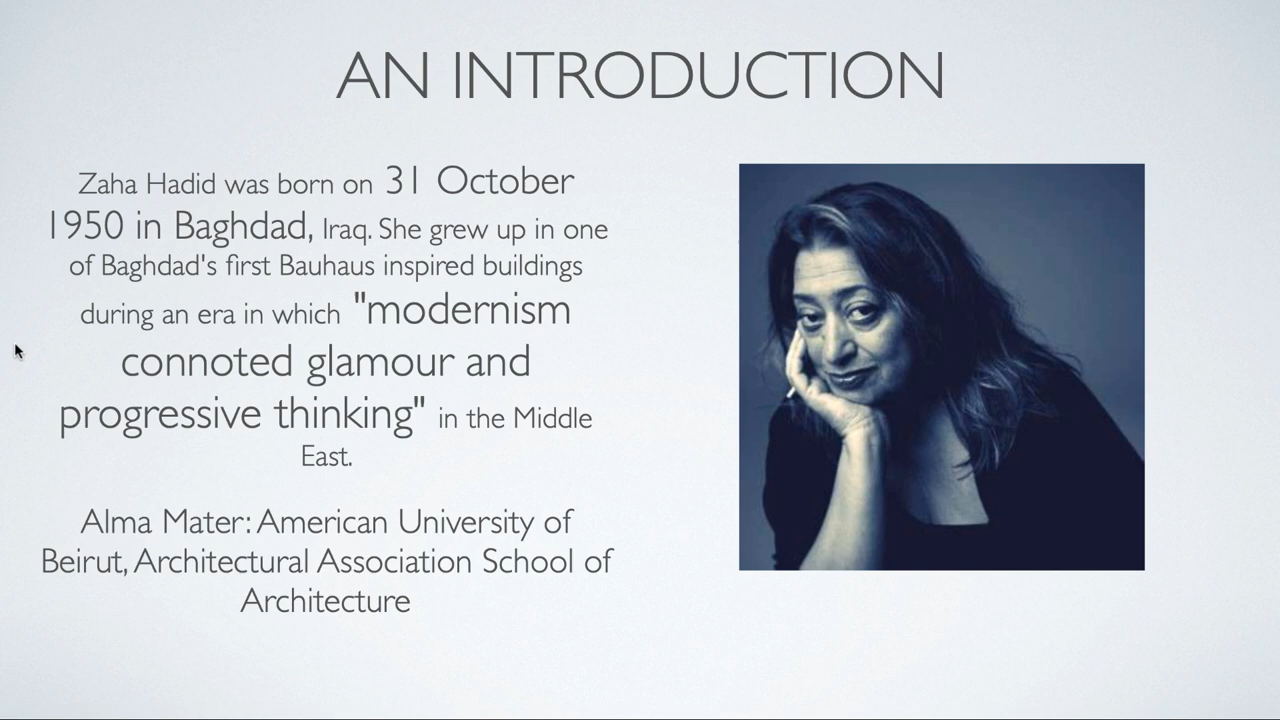 AN INTRODUCTION
Zaha Hadid was born on 31 October
1950 in Baghdad, Iraq. She grew up in one
of Baghdad's first Bauhaus inspired buildings
during an era in which "modernism
connoted glamour and
progressive thinking" in the Middle
East.
Alma Mater: American University of
Beirut, Architectural Association School of
Architecture